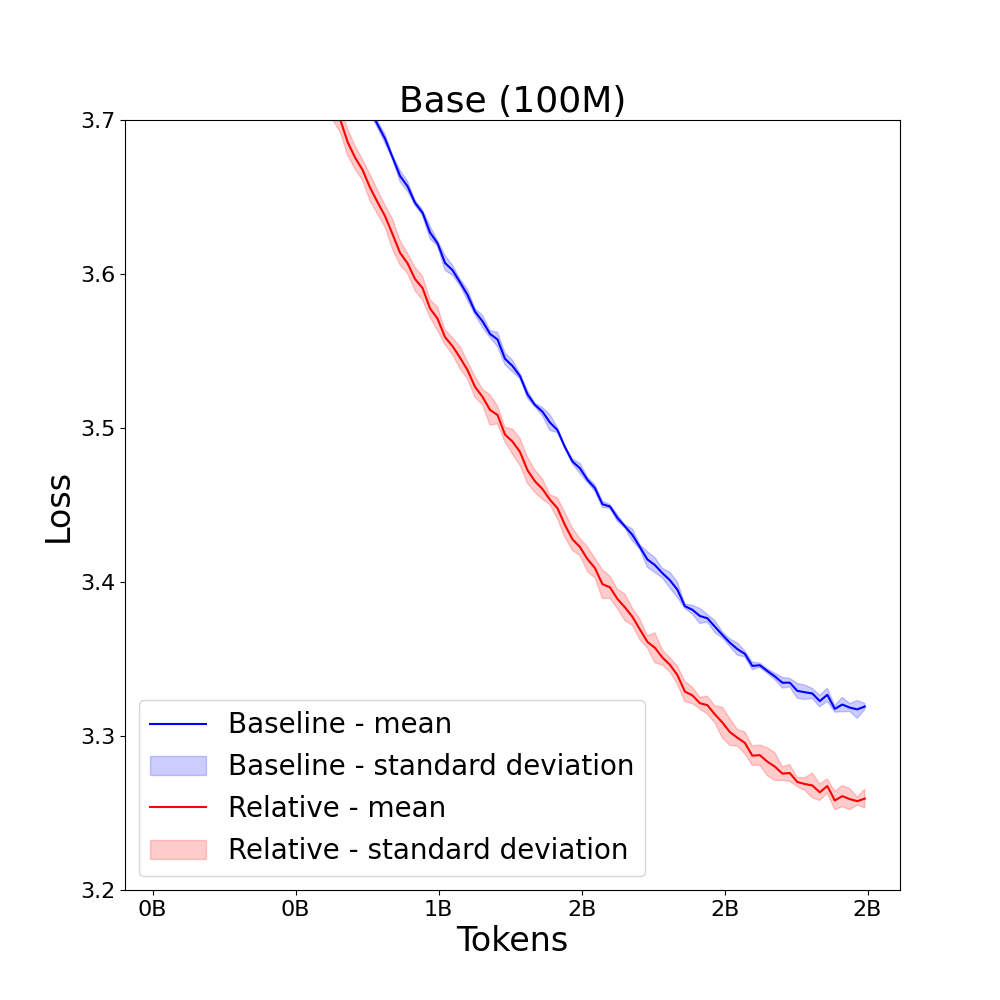 Base (100M)
3.7
3.6
3.5
3.4
3.3
3.2
Loss
Baseline - mean
Baseline - standard deviation
Relative - mean
Relative - standard deviation
0B 0B 1B 2B 2B 2B
Tokens